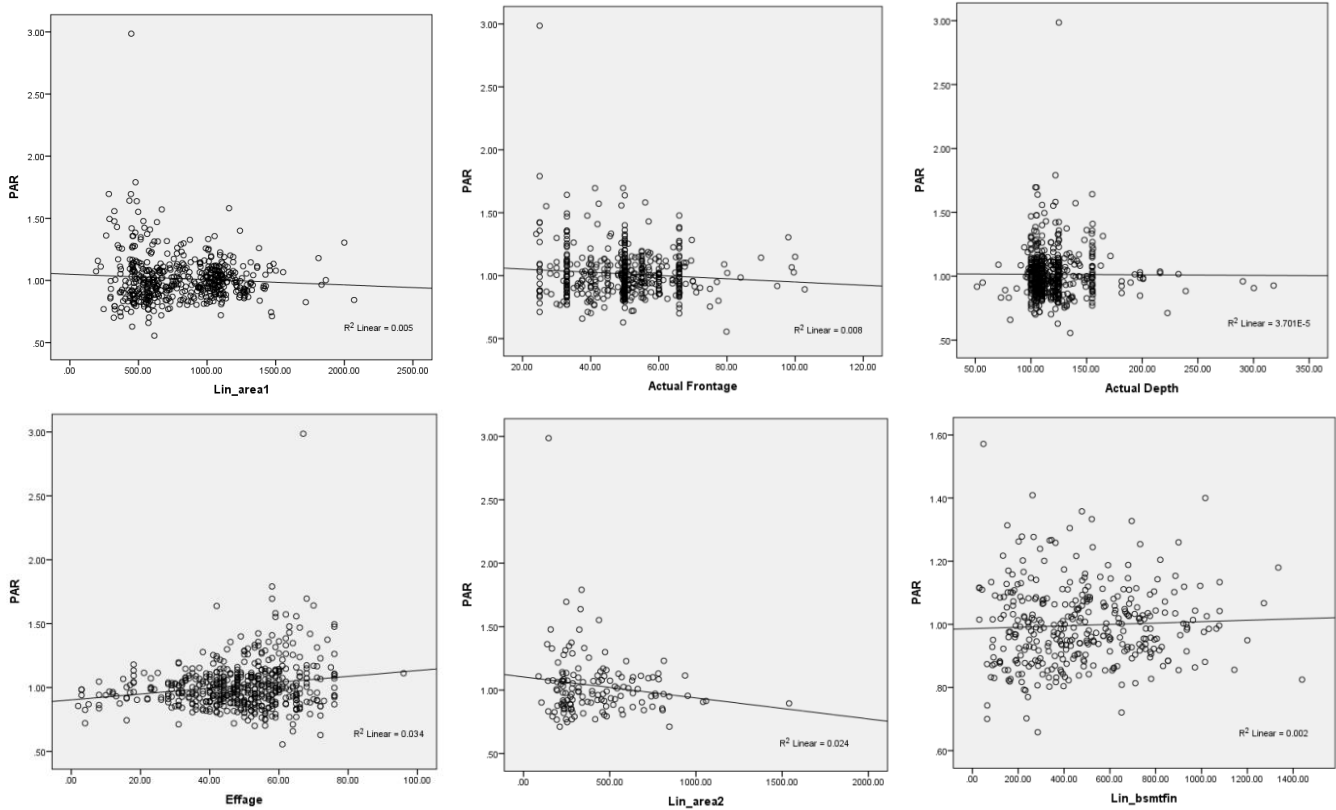 3.00
2.50
2.00
1.50
1.00
.50
PAR
R² Linear = 0.005
.00 500.00 1000.00 1500.00 2000.00 2500.00
Lin_area1
3.00
2.50
2.00
1.50
1.00
.50
PAR
R² Linear = 0.008
20.00 40.00 60.00 80.00 100.00 120.00
Actual Frontage
3.00
2.50
2.00
1.50
1.00
.50
PAR
R² Linear = 3.701E-5
50.00 100.00 150.00 200.00 250.00 300.00 350.00
Actual Depth
3.00
2.50
2.00
1.50
1.00
.50
PAR
R² Linear = 0.034
.00 20.00 40.00 60.00 80.00 100.00
Effage
3.00
2.50
2.00
1.50
1.00
.50
PAR
R² Linear = 0.024
.00 500.00 1000.00 1500.00 2000.00
Lin_area2
1.60
1.40
1.20
1.00
.80
.60
PAR
R² Linear = 0.002
.00 200.00 400.00 600.00 800.00 1000.00 1200.00 1400.00
Lin_bsmtfin